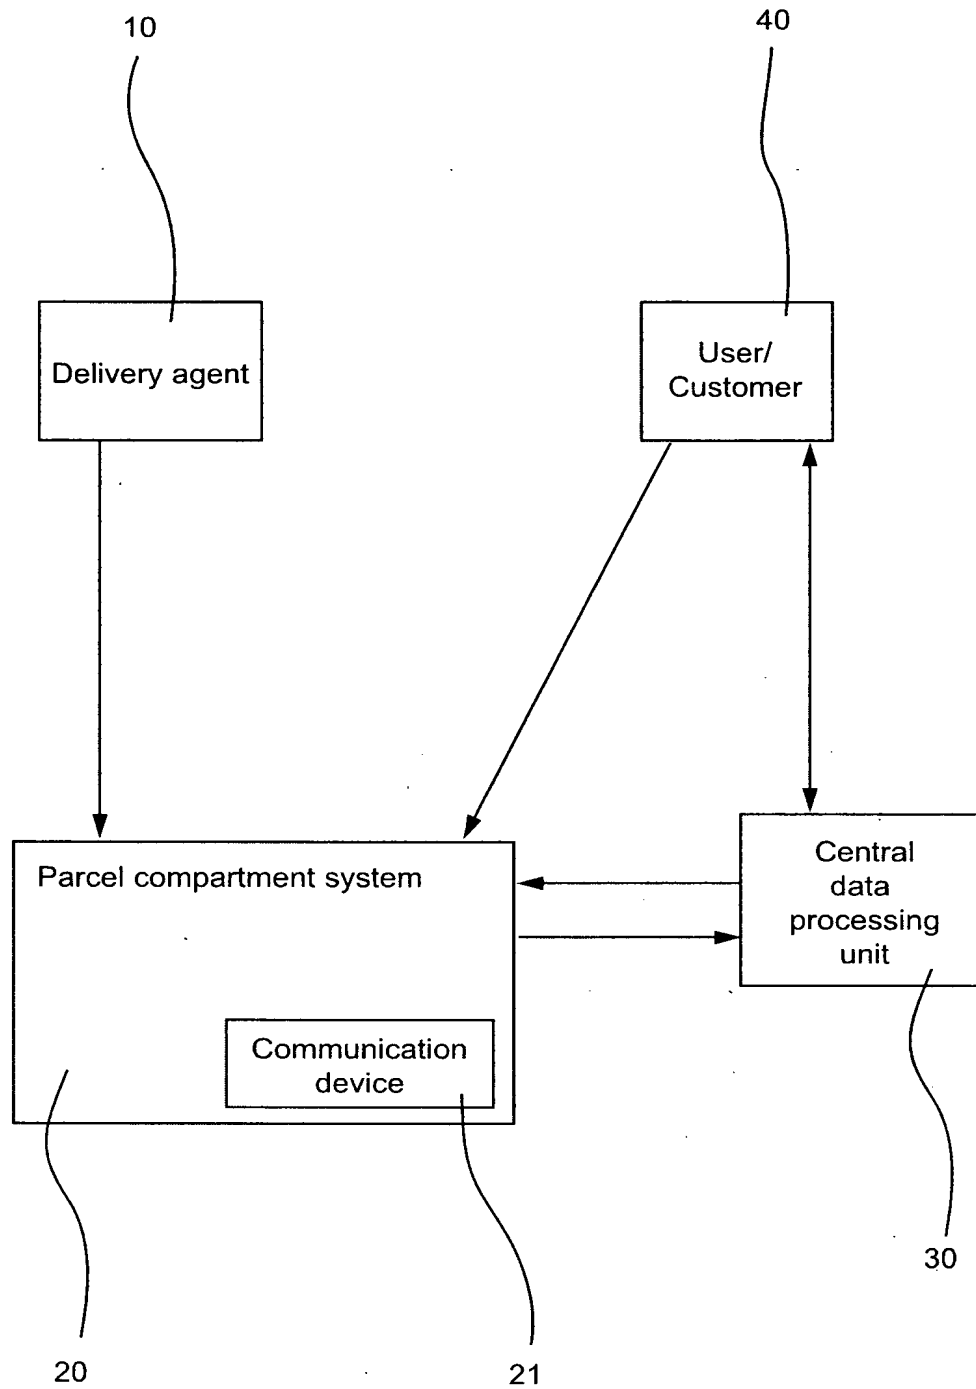 10
40
Delivery agent
User/
Customer
Parcel compartment system
Central
data
processing
unit
Communication
device
30
20
21